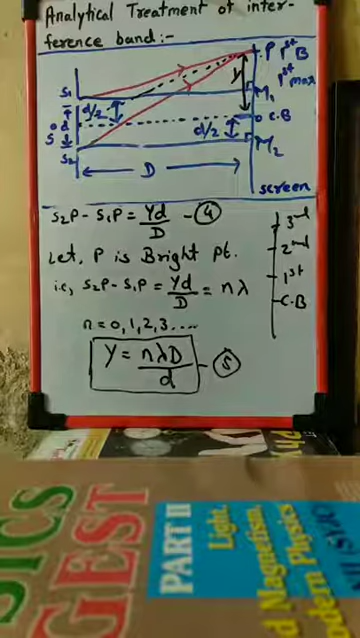 Analytical Treatment of inter-
ference band:-
P Pst B
1st max
S1
M1
d/2
y
S
o
d
o C.B
d/2
S2
M2
D
screen
S2P - S1P = Yd/D - ④
Let, P is Bright Pt.
i.e, S2P - S1P = Yd/D = nλ
n = 0, 1, 2, 3 .....
Y = nλD/d - ⑤
3rd
2nd
1st
C.B
PART II
Light,
Magnetism,
Physics